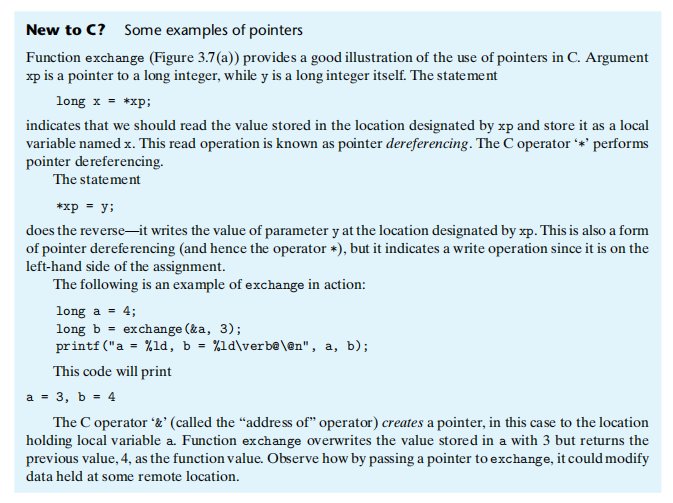 New to C? Some examples of pointers
Function exchange (Figure 3.7(a)) provides a good illustration of the use of pointers in C. Argument
xp is a pointer to a long integer, while y is a long integer itself. The statement
long x = *xp;
indicates that we should read the value stored in the location designated by xp and store it as a local
variable named x. This read operation is known as pointer dereferencing. The C operator ‘*’ performs
pointer dereferencing.
The statement
*xp = y;
does the reverse—it writes the value of parameter y at the location designated by xp. This is also a form
of pointer dereferencing (and hence the operator *), but it indicates a write operation since it is on the
left-hand side of the assignment.
The following is an example of exchange in action:
long a = 4;
long b = exchange(&a, 3);
printf("a = %ld, b = %ld\verb@\@n", a, b);
This code will print
a = 3, b = 4
The C operator ‘&’ (called the “address of” operator) creates a pointer, in this case to the location
holding local variable a. Function exchange overwrites the value stored in a with 3 but returns the
previous value, 4, as the function value. Observe how by passing a pointer to exchange, it could modify
data held at some remote location.